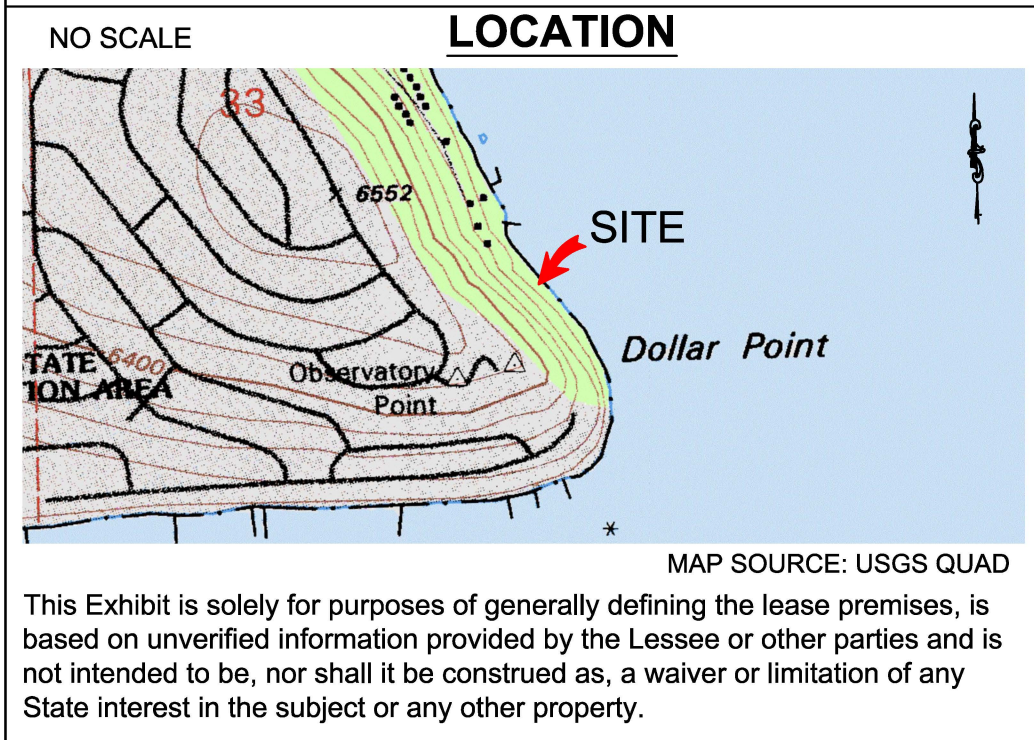 NO SCALE
LOCATION
33
6552
SITE
Dollar Point
TATE
6400
ION AREA
Observatory
Point
MAP SOURCE: USGS QUAD
This Exhibit is solely for purposes of generally defining the lease premises, is
based on unverified information provided by the Lessee or other parties and is
not intended to be, nor shall it be construed as, a waiver or limitation of any
State interest in the subject or any other property.